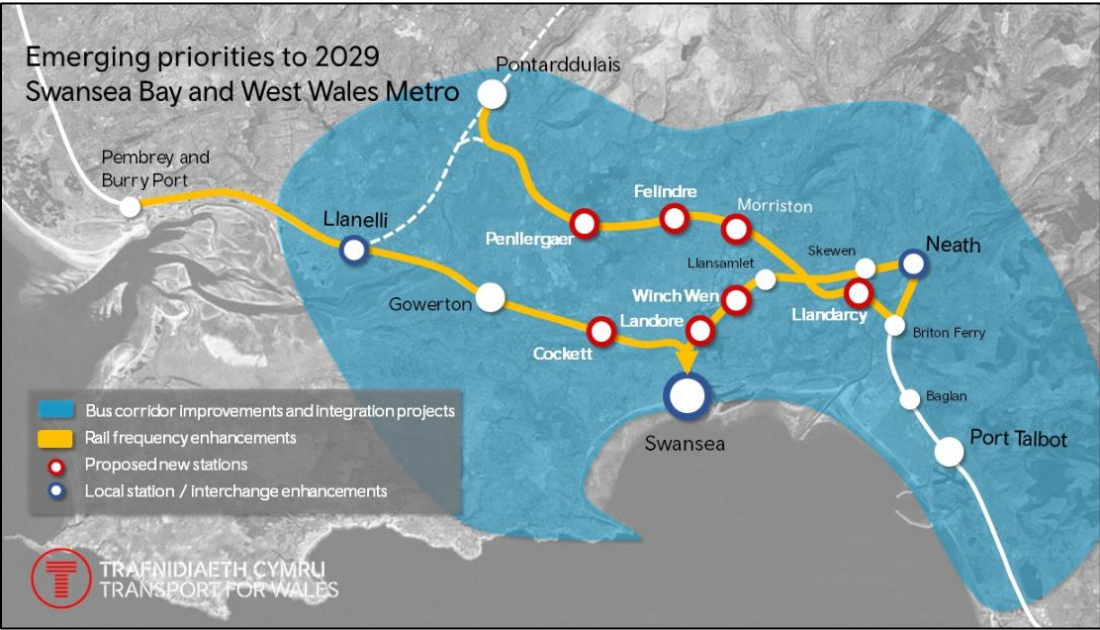 Emerging priorities to 2029
Swansea Bay and West Wales Metro
Pontarddulais
Pembrey and
Burry Port
Llanelli
Felindre
Morriston
Penllergaer
Skewen
Neath
Llansamlet
Gowerton
Winch Wen
Llandarcy
Landore
Briton Ferry
Cockett
Baglan
Port Talbot
Swansea
Bus corridor improvements and integration projects
Rail frequency enhancements
Proposed new stations
Local station / interchange enhancements
TRAFNIDIAETH CYMRU
TRANSPORT FOR WALES